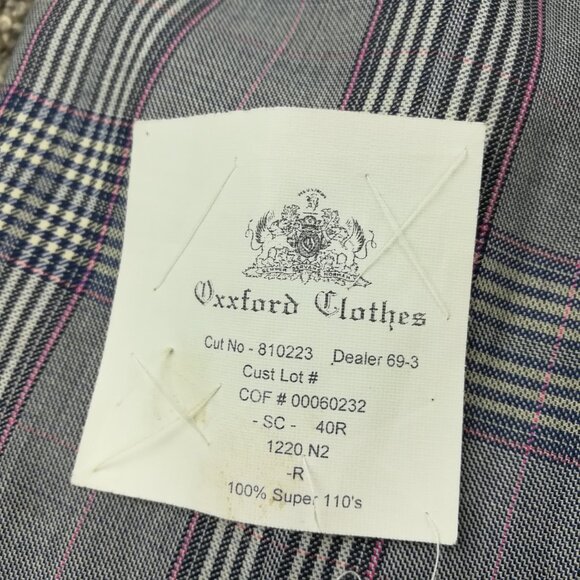 Oxxford Clothes
Cut No - 810223 Dealer 69-3
Cust Lot #
COF # 00060232
- SC - 40R
1220 N2
-R
100% Super 110's